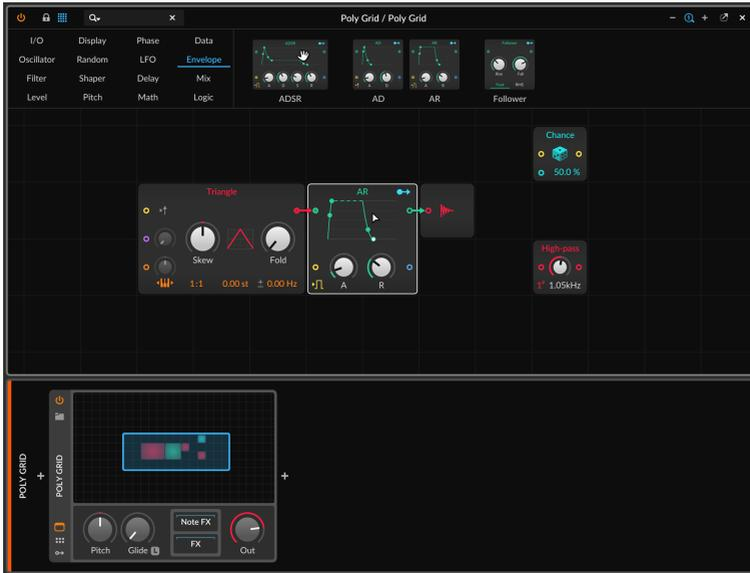 Poly Grid / Poly Grid
I/O Display Phase Data
Oscillator Random LFO Envelope
Filter Shaper Delay Mix
Level Pitch Math Logic
ADSR AD AR Follower
Chance
50.0 %
Triangle
Skew Fold
1:1 0.00 st ± 0.00 Hz
AR
A R
High-pass
1.05kHz
POLY GRID
POLY GRID
Pitch Glide L Note FX FX Out